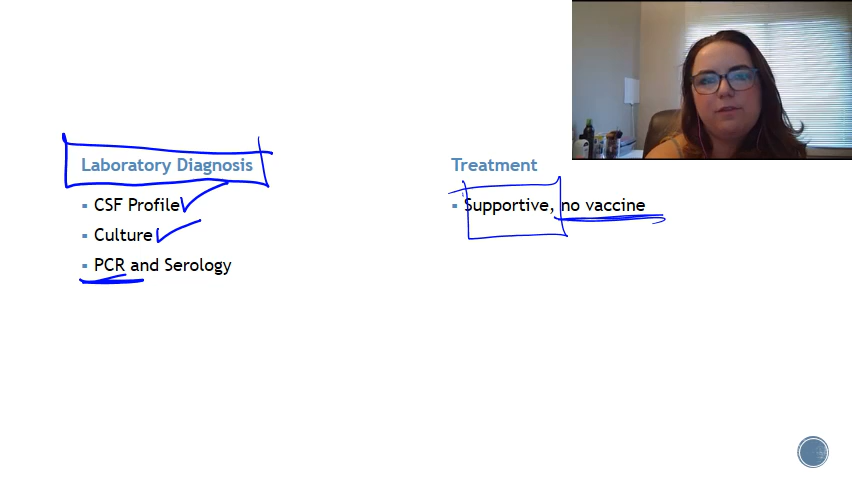 Laboratory Diagnosis
CSF Profile
Culture
PCR and Serology
Treatment
Supportive, no vaccine